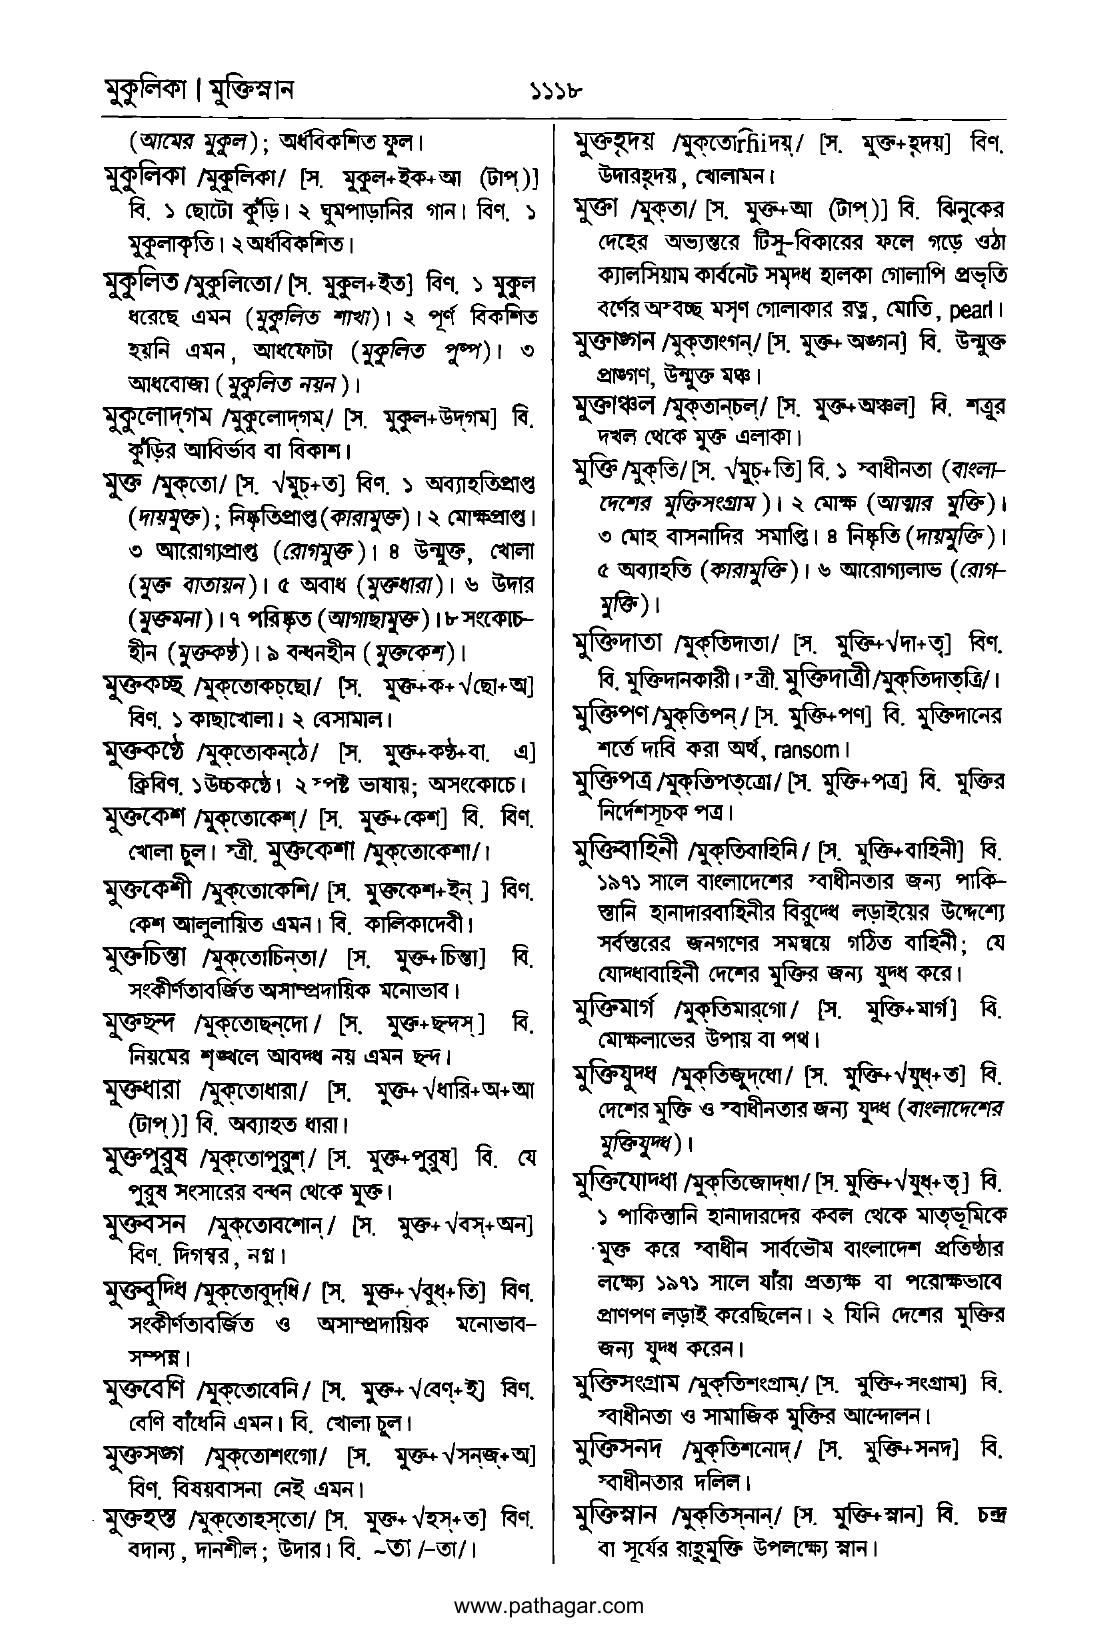 মুকুলিকা | মুক্তিস্নান
১১১৮
(আমের মুকুল); অর্ধবিকশিত ফুল।
মুকুলিকা /মুকুলিকা/ [স. মুকুল+ইক+আ (টাপ্)]
বি. ১ ছোটো কুঁড়ি। ২ ঘুমপাড়ানির গান। বিণ. ১
মুকুলাকৃতি। ২ অর্ধবিকশিত।
মুকুলিত /মুকুলিতো/ [স. মুকুল+ইত] বিণ. ১ মুকুল
ধরেছে এমন (মুকুলিত শাখা)। ২ পূর্ণ বিকশিত
হয়নি এমন, আধফোটা (মুকুলিত পুষ্প)। ৩
আধবোজা (মুকুলিত নয়ন)।
মুকুলোদ্‌গম /মুকুলোদ্‌গম্/ [স. মুকুল+উদ্‌গম] বি.
কুঁড়ির আবির্ভাব বা বিকাশ।
মুক্ত /মুক্‌তো/ [স. √মুচ্+ত] বিণ. ১ অব্যাহতিপ্রাপ্ত
(দায়মুক্ত); নিষ্কৃতিপ্রাপ্ত (কারামুক্ত)। ২ মোক্ষপ্রাপ্ত।
৩ আরোগ্যপ্রাপ্ত (রোগমুক্ত)। ৪ উন্মুক্ত, খোলা
(মুক্ত বাতায়ন)। ৫ অবাধ (মুক্তধারা)। ৬ উদার
(মুক্তমনা)। ৭ পরিষ্কৃত (আগাছামুক্ত)। ৮ সংকোচ-
হীন (মুক্তকণ্ঠ)। ৯ বন্ধনহীন (মুক্তকেশ)।
মুক্তকচ্ছ /মুক্‌তোকচ্‌ছো/ [স. মুক্ত+ক+√ছো+অ]
বিণ. ১ কাছাখোলা। ২ বেসামাল।
মুক্তকণ্ঠে /মুক্‌তোকন্‌ঠে/ [স. মুক্ত+কণ্ঠ+বা. এ]
ক্রিবিণ. ১উচ্চকণ্ঠে। ২ স্পষ্ট ভাষায়; অসংকোচে।
মুক্তকেশ /মুক্‌তোকেশ্/ [স. মুক্ত+কেশ] বি. বিণ.
খোলা চুল। স্ত্রী. মুক্তকেশা /মুক্‌তোকেশা/।
মুক্তকেশী /মুক্‌তোকেশি/ [স. মুক্তকেশ+ইন্ ] বিণ.
কেশ আলুলায়িত এমন। বি. কালিকাদেবী।
মুক্তচিন্তা /মুক্‌তোচিন্‌তা/ [স. মুক্ত+চিন্তা] বি.
সংকীর্ণতাবর্জিত অসাম্প্রদায়িক মনোভাব।
মুক্তছন্দ /মুক্‌তোছন্‌দো/ [স. মুক্ত+ছন্দস্] বি.
নিয়মের শৃঙ্খলে আবদ্ধ নয় এমন ছন্দ।
মুক্তধারা /মুক্‌তোধারা/ [স. মুক্ত+√ধারি+অ+আ
(টাপ্)] বি. অব্যাহত ধারা।
মুক্তপুরুষ /মুক্‌তোপুরুশ্/ [স. মুক্ত+পুরুষ] বি. যে
পুরুষ সংসারের বন্ধন থেকে মুক্ত।
মুক্তবসন /মুক্‌তোবশোন্/ [স. মুক্ত+√বস্+অন]
বিণ. দিগম্বর, নগ্ন।
মুক্তবুদ্ধি /মুক্‌তোবুদ্‌ধি/ [স. মুক্ত+√বুধ্+তি] বিণ.
সংকীর্ণতাবর্জিত ও অসাম্প্রদায়িক মনোভাব-
সম্পন্ন।
মুক্তবেণি /মুক্‌তোবেনি/ [স. মুক্ত+√বেণ্+ই] বিণ.
বেণি বাঁধেনি এমন। বি. খোলা চুল।
মুক্তসঙ্গ /মুক্‌তোশংগো/ [স. মুক্ত+√সন্‌জ্+অ]
বিণ. বিষয়বাসনা নেই এমন।
মুক্তহস্ত /মুক্‌তোহস্‌তো/ [স. মুক্ত+√হস্+ত] বিণ.
বদান্য, দানশীল; উদার। বি. ~তা /-তা/।
মুক্তহৃদয় /মুক্‌তোr̃hiদয়্/ [স. মুক্ত+হৃদয়] বিণ.
উদারহৃদয়, খোলামন।
মুক্তা /মুক্‌তা/ [স. মুক্ত+আ (টাপ্)] বি. ঝিনুকের
দেহের অভ্যন্তরে টিসু-বিকারের ফলে গড়ে ওঠা
ক্যালসিয়াম কার্বনেট সমৃদ্ধ হালকা গোলাপি প্রভৃতি
বর্ণের অস্বচ্ছ মসৃণ গোলাকার রত্ন, মোতি, pearl।
মুক্তাঙ্গন /মুক্‌তাংগন্/ [স. মুক্ত+অঙ্গন] বি. উন্মুক্ত
প্রাঙ্গণ, উন্মুক্ত মঞ্চ।
মুক্তাঞ্চল /মুক্‌তান্‌চল্/ [স. মুক্ত+অঞ্চল] বি. শত্রুর
দখল থেকে মুক্ত এলাকা।
মুক্তি /মুক্‌তি/ [স. √মুচ্+তি] বি. ১ স্বাধীনতা (বাংলা-
দেশের মুক্তিসংগ্রাম)। ২ মোক্ষ (আত্মার মুক্তি)।
৩ মোহ বাসনাদির সমাপ্তি। ৪ নিষ্কৃতি (দায়মুক্তি)।
৫ অব্যাহতি (কারামুক্তি)। ৬ আরোগ্যলাভ (রোগ-
মুক্তি)।
মুক্তিদাতা /মুক্‌তিদাতা/ [স. মুক্তি+√দা+তৃ] বিণ.
বি. মুক্তিদানকারী। স্ত্রী. মুক্তিদাত্রী /মুক্‌তিদাত্‌ত্রি/।
মুক্তিপণ /মুক্‌তিপন্/ [স. মুক্তি+পণ] বি. মুক্তিদানের
শর্তে দাবি করা অর্থ, ransom।
মুক্তিপত্র /মুক্‌তিপত্‌ত্রো/ [স. মুক্তি+পত্র] বি. মুক্তির
নির্দেশসূচক পত্র।
মুক্তিবাহিনী /মুক্‌তিবাহিনি/ [স. মুক্তি+বাহিনী] বি.
১৯৭১ সালে বাংলাদেশের স্বাধীনতার জন্য পাকি-
স্তানি হানাদারবাহিনীর বিরুদ্ধে লড়াইয়ের উদ্দেশ্যে
সর্বস্তরের জনগণের সমন্বয়ে গঠিত বাহিনী; যে
যোদ্ধাবাহিনী দেশের মুক্তির জন্য যুদ্ধ করে।
মুক্তিমার্গ /মুক্‌তিমার্‌গো/ [স. মুক্তি+মার্গ] বি.
মোক্ষলাভের উপায় বা পথ।
মুক্তিযুদ্ধ /মুক্‌তিজুদ্‌ধো/ [স. মুক্তি+√যুধ্+ত] বি.
দেশের মুক্তি ও স্বাধীনতার জন্য যুদ্ধ (বাংলাদেশের
মুক্তিযুদ্ধ)।
মুক্তিযোদ্ধা /মুক্‌তিজোদ্‌ধা/ [স. মুক্তি+√যুধ্+তৃ] বি.
১ পাকিস্তানি হানাদারদের কবল থেকে মাতৃভূমিকে
মুক্ত করে স্বাধীন সার্বভৌম বাংলাদেশ প্রতিষ্ঠার
লক্ষ্যে ১৯৭১ সালে যাঁরা প্রত্যক্ষ বা পরোক্ষভাবে
প্রাণপণ লড়াই করেছিলেন। ২ যিনি দেশের মুক্তির
জন্য যুদ্ধ করেন।
মুক্তিসংগ্রাম /মুক্‌তিশংগ্রাম্/ [স. মুক্তি+সংগ্রাম] বি.
স্বাধীনতা ও সামাজিক মুক্তির আন্দোলন।
মুক্তিসনদ /মুক্‌তিশনোদ্/ [স. মুক্তি+সনদ] বি.
স্বাধীনতার দলিল।
মুক্তিস্নান /মুক্‌তিস্‌নান্/ [স. মুক্তি+স্নান] বি. চন্দ্র
বা সূর্যের রাহুমুক্তি উপলক্ষ্যে স্নান।
www.pathagar.com